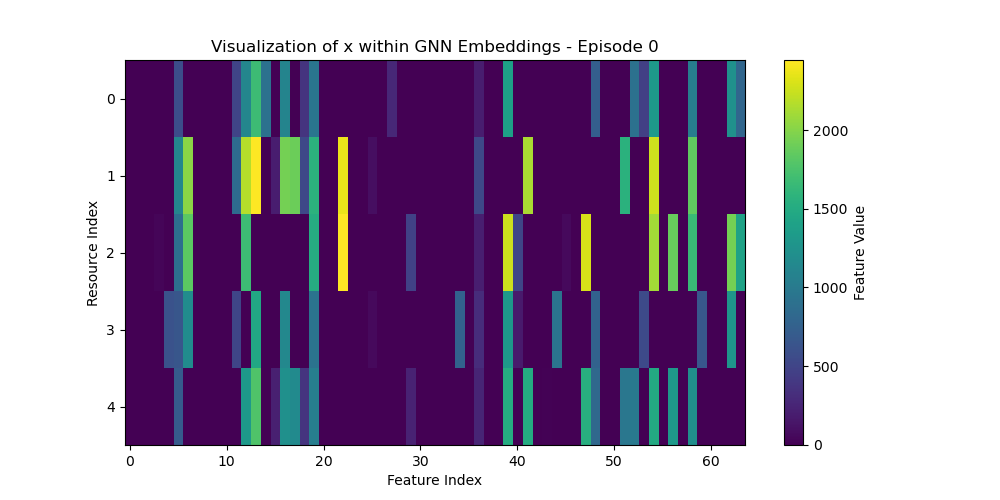 Visualization of x within GNN Embeddings - Episode 0
Resource Index
0
1
2
3
4
0 10 20 30 40 50 60
Feature Index
2000
1500
1000
500
0
Feature Value